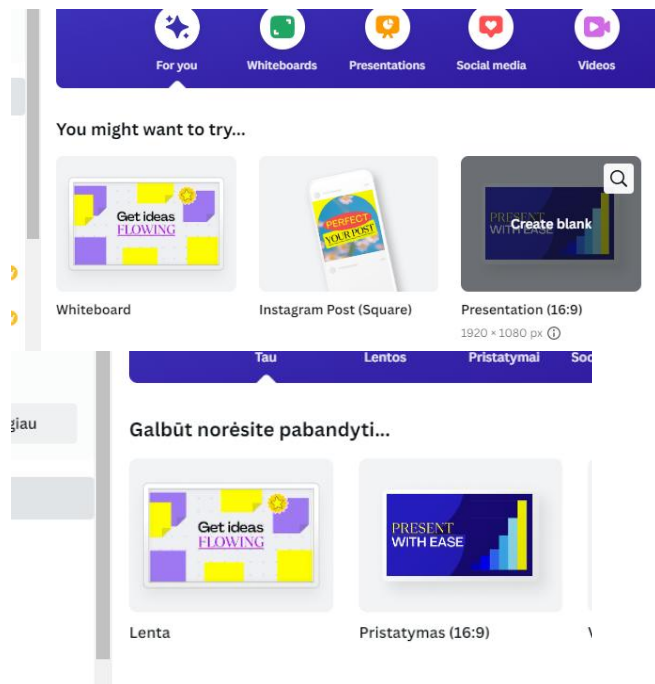 For you
Whiteboards
Presentations
Social media
Videos
You might want to try...
Get ideas
FLOWING
PERFECT
YOUR POST
PRESENT
WITH EASE
Create blank
Whiteboard
Instagram Post (Square)
Presentation (16:9)
1920 × 1080 px
Tau
Lentos
Pristatymai
Soc
giau
Galbūt norėsite pabandyti...
Get ideas
FLOWING
PRESENT
WITH EASE
Lenta
Pristatymas (16:9)